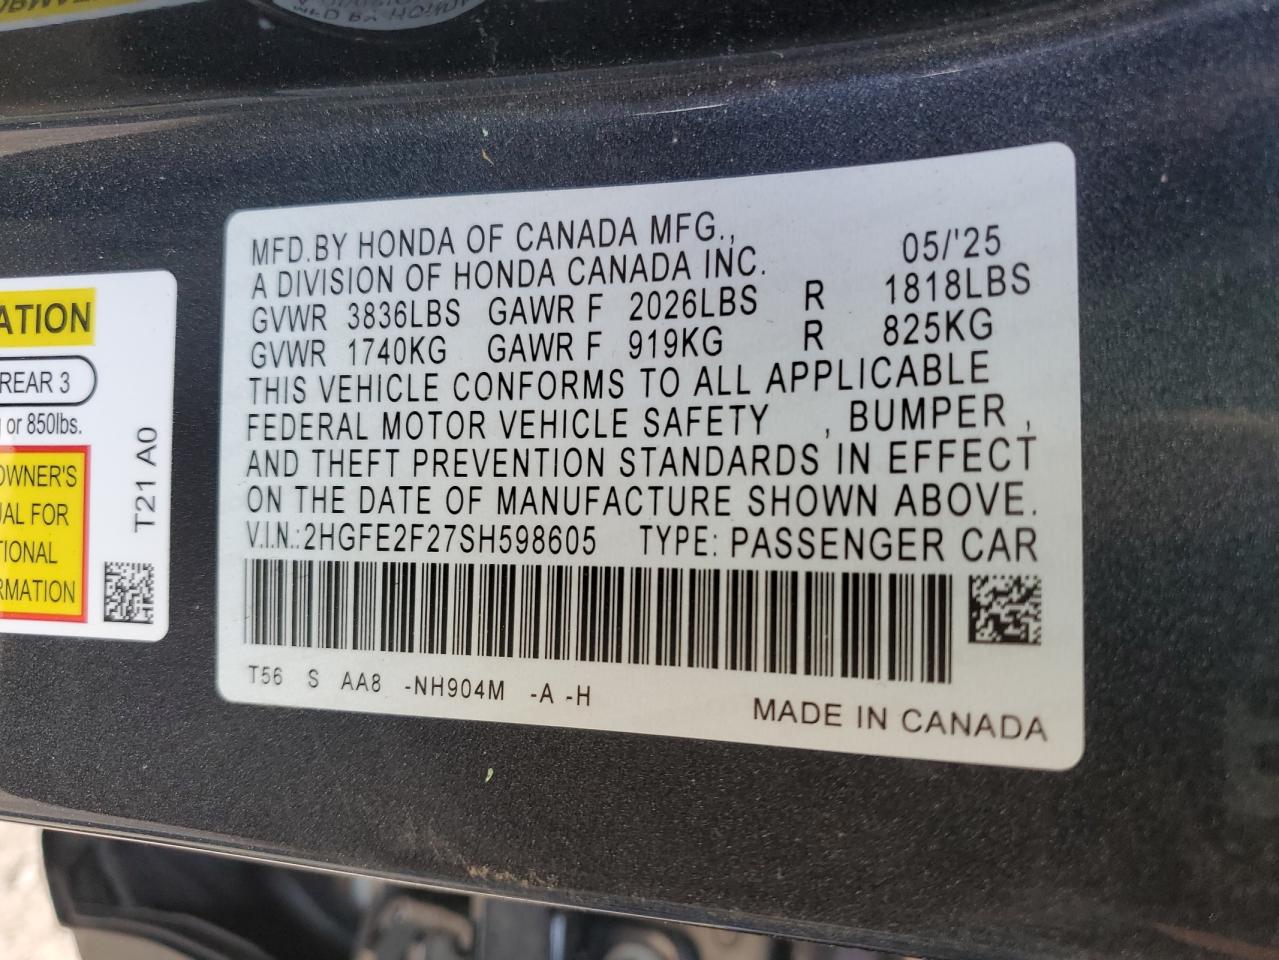 MFD.BY HONDA OF CANADA MFG.,
A DIVISION OF HONDA CANADA INC. 05/'25
GVWR 3836LBS GAWR F 2026LBS R 1818LBS
GVWR 1740KG GAWR F 919KG R 825KG
THIS VEHICLE CONFORMS TO ALL APPLICABLE
FEDERAL MOTOR VEHICLE SAFETY , BUMPER ,
AND THEFT PREVENTION STANDARDS IN EFFECT
ON THE DATE OF MANUFACTURE SHOWN ABOVE.
V.I.N.:2HGFE2F27SH598605 TYPE: PASSENGER CAR
T56 S AA8 -NH904M -A -H
MADE IN CANADA
ATION
REAR 3
or 850lbs.
OWNER'S
UAL FOR
TIONAL
RMATION
T21 A0